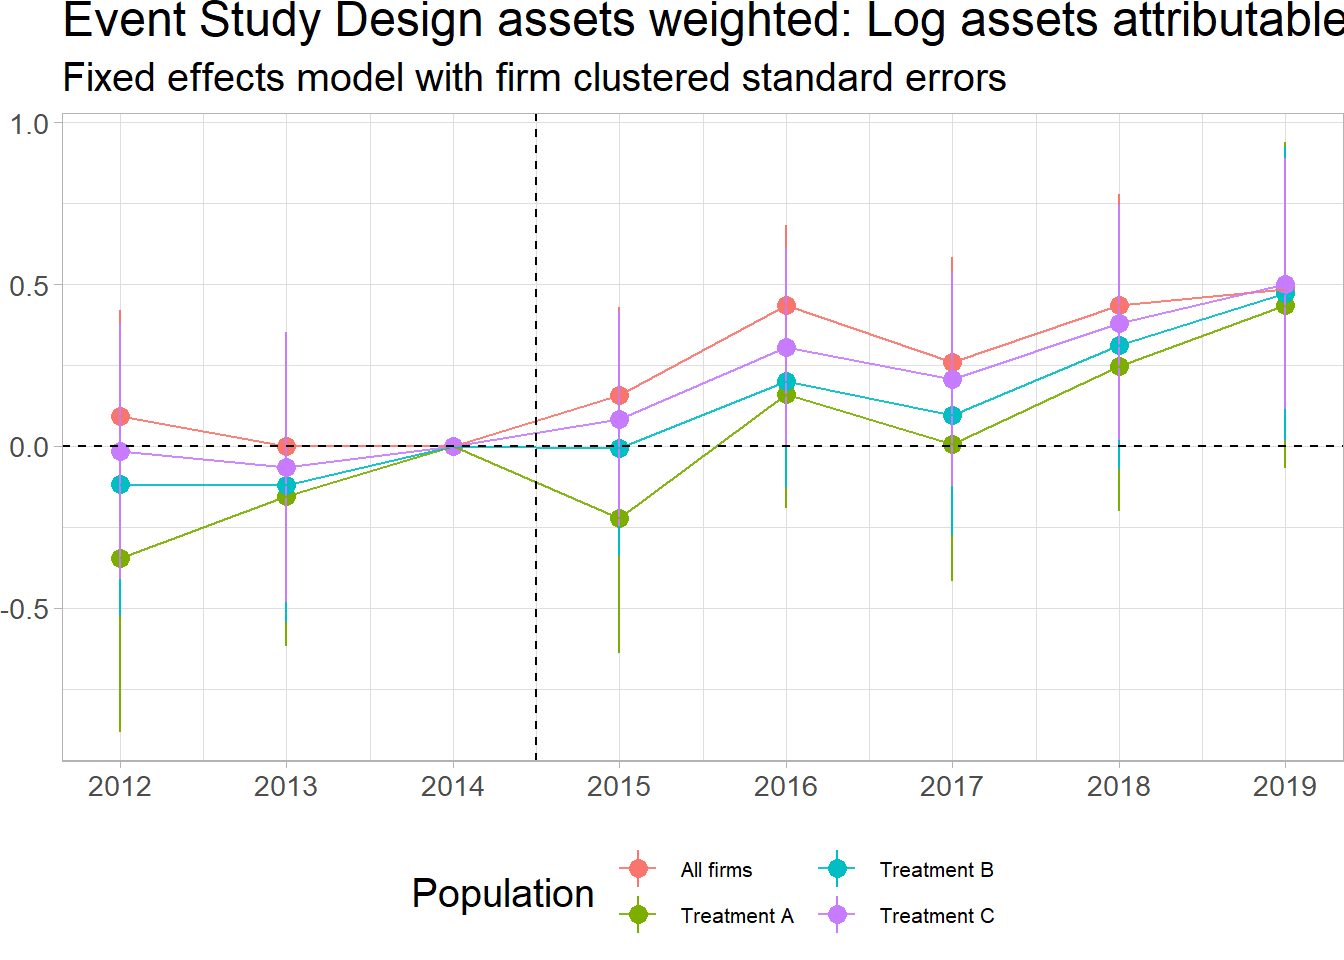 Event Study Design assets weighted: Log assets attributable
Fixed effects model with firm clustered standard errors
1.0
0.5
0.0
-0.5
2012 2013 2014 2015 2016 2017 2018 2019
Population
All firms
Treatment B
Treatment A
Treatment C